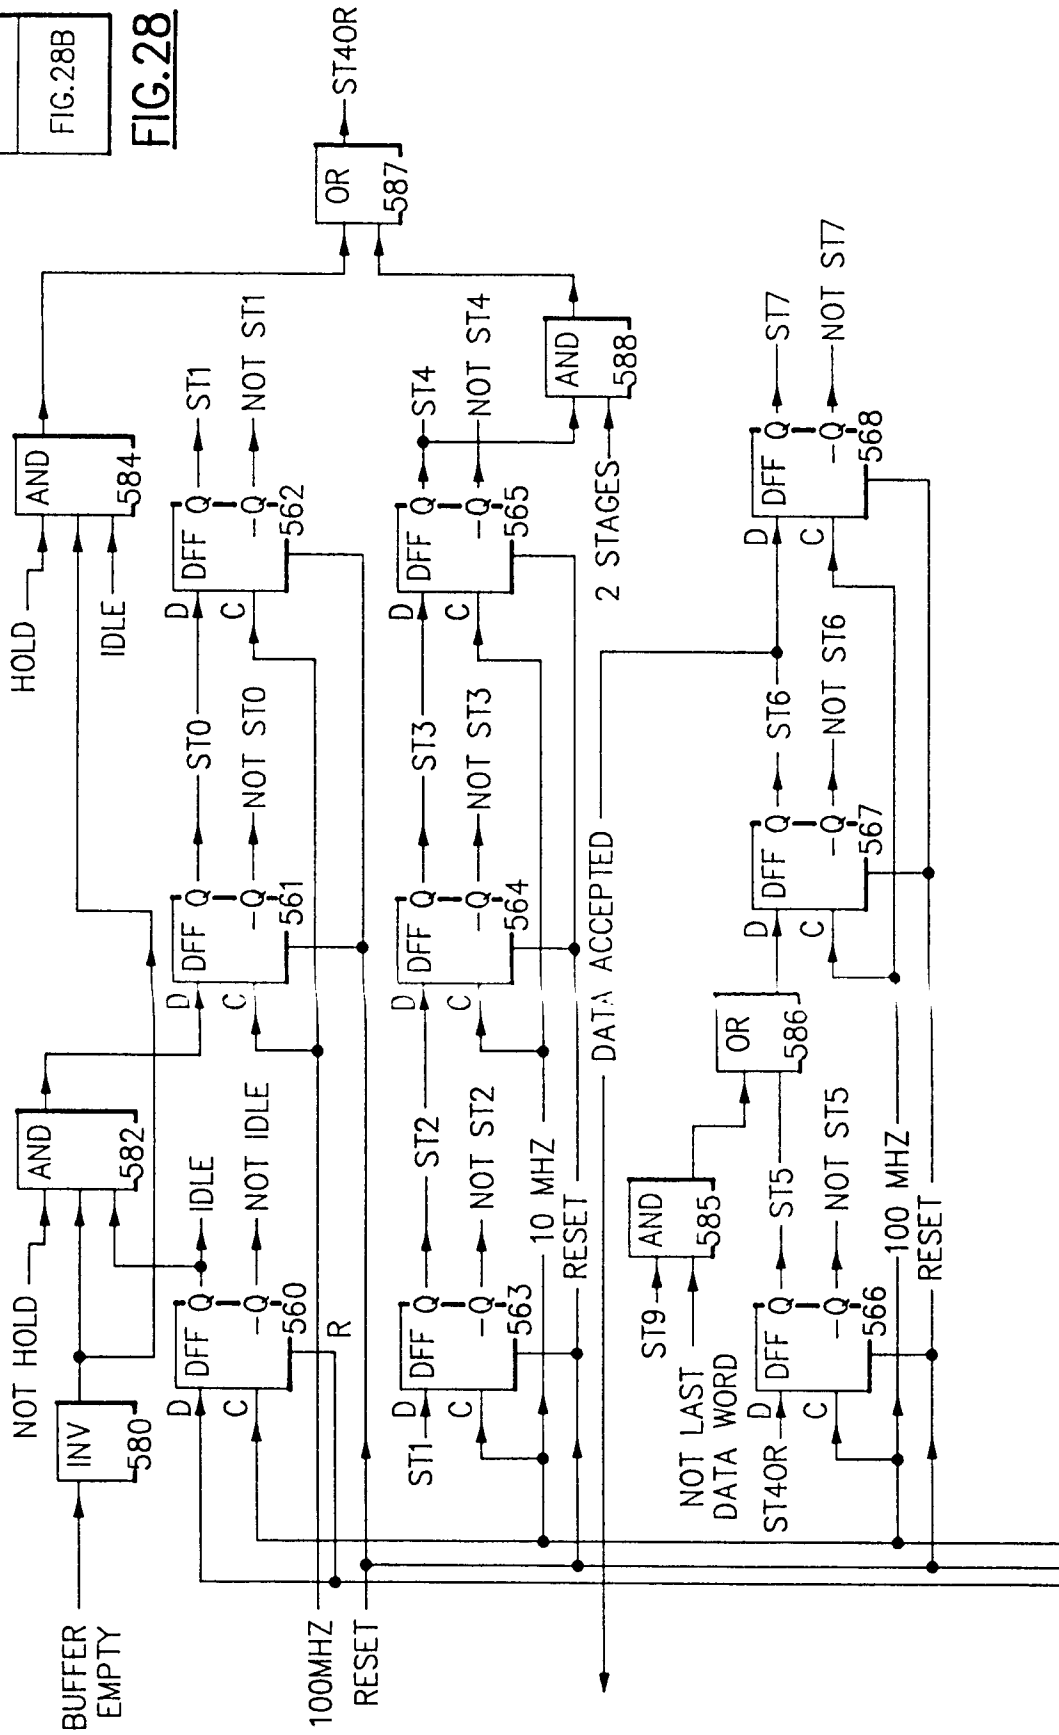 FIG.28B
FIG.28
BUFFER
EMPTY
INV
580
NOT HOLD
AND
582
HOLD
IDLE
AND
584
OR
587
ST4OR
D
C
DFF
Q
-Q
560
R
IDLE
NOT IDLE
D
C
DFF
Q
-Q
561
ST0
NOT ST0
D
C
DFF
Q
-Q
562
ST1
NOT ST1
100MHZ
RESET
ST1
D
C
DFF
Q
-Q
563
ST2
NOT ST2
D
C
DFF
Q
-Q
564
ST3
NOT ST3
D
C
DFF
Q
-Q
565
ST4
NOT ST4
2 STAGES
AND
588
10 MHZ
RESET
DATA ACCEPTED
ST9
NOT LAST
DATA WORD
AND
585
OR
586
ST4OR
D
C
DFF
Q
-Q
566
ST5
NOT ST5
D
C
DFF
Q
-Q
567
ST6
NOT ST6
D
C
DFF
Q
-Q
568
ST7
NOT ST7
100 MHZ
RESET